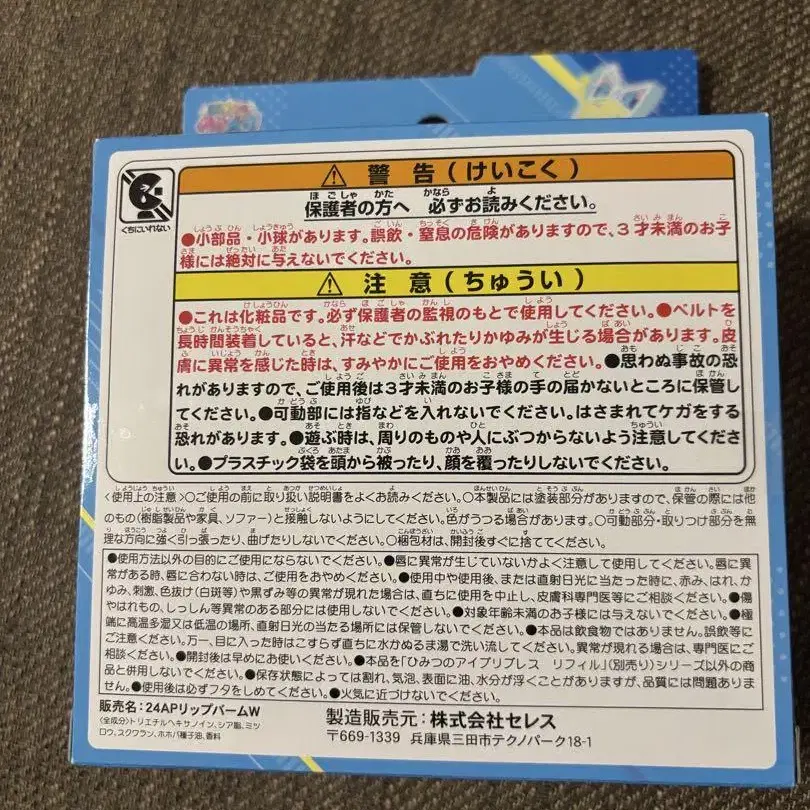 くちにいれない
警告(けいこく)
保護者の方へ 必ずお読みください。
●小部品・小球があります。誤飲・窒息の危険がありますので、3才未満のお子
様には絶対に与えないでください。
注意(ちゅうい)
●これは化粧品です。必ず保護者の監視のもとで使用してください。●ベルトを
長時間装着していると、汗などでかぶれたりかゆみが生じる場合があります。皮
膚に異常を感じた時は、すみやかにご使用をおやめください。●思わぬ事故の恐
れがありますので、ご使用後は3才未満のお子様の手の届かないところに保管し
てください。●可動部には指などを入れないでください。はさまれてケガをする
恐れがあります。●遊ぶ時は、周りのものや人にぶつからないよう注意してくださ
い。●プラスチック袋を頭から被ったり、顔を覆ったりしないでください。
〈使用上の注意〉○ご使用の前に取り扱い説明書をよくお読みください。○本製品には塗装部分がありますので、保管の際には他
のもの(樹脂製品や家具、ソファー)と接触しないようにしてください。色がうつる場合があります。○可動部分・取りつけ部分を無
理な方向に強く引っ張ったり、曲げたりしないでください。○梱包材は、開封後すぐに捨ててください。
●使用方法以外の目的にご使用にならないでください。●唇に異常が生じていないかよく注意して使用してください。唇に異
常がある時、唇に合わない時は、ご使用をおやめください。●使用中や使用後、または直射日光に当たった時に、赤み、はれ、か
ゆみ、刺激、色抜け(白斑等)や黒ずみ等の異常が現れた場合は、直ちに使用を中止し、皮膚科専門医等にご相談ください。●傷
やはれもの、しっしん等異常のある部分には使用しないでください。●対象年齢未満のお子様には与えないでください。●極
端に高温多湿又は低温の場所、直射日光の当たる場所には保管しないでください。●本品は飲食物ではありません。誤飲等に
ご注意ください。万一、目に入った時はこすらず直ちに水かぬるま湯で洗い流してください。異常が現れる場合は、専門医にご
相談ください。●開封後は早めにお使いください。●本品を「ひみつのアイプリブレス リフィル」(別売り)シリーズ以外の商
品と併用しないでください。●保存状態によっては割れ、気泡、表面に油、水分が浮くことがありますが、品質には問題ありませ
ん。●使用後は必ずフタをしめてください。●火気に近づけないでください。
販売名:24APリップバームW
〈全成分〉トリエチルヘキサノイン、シア脂、ミツ
ロウ、スクワラン、ホホバ種子油、香料
製造販売元:株式会社セレス
〒669-1339 兵庫県三田市テクノパーク18-1